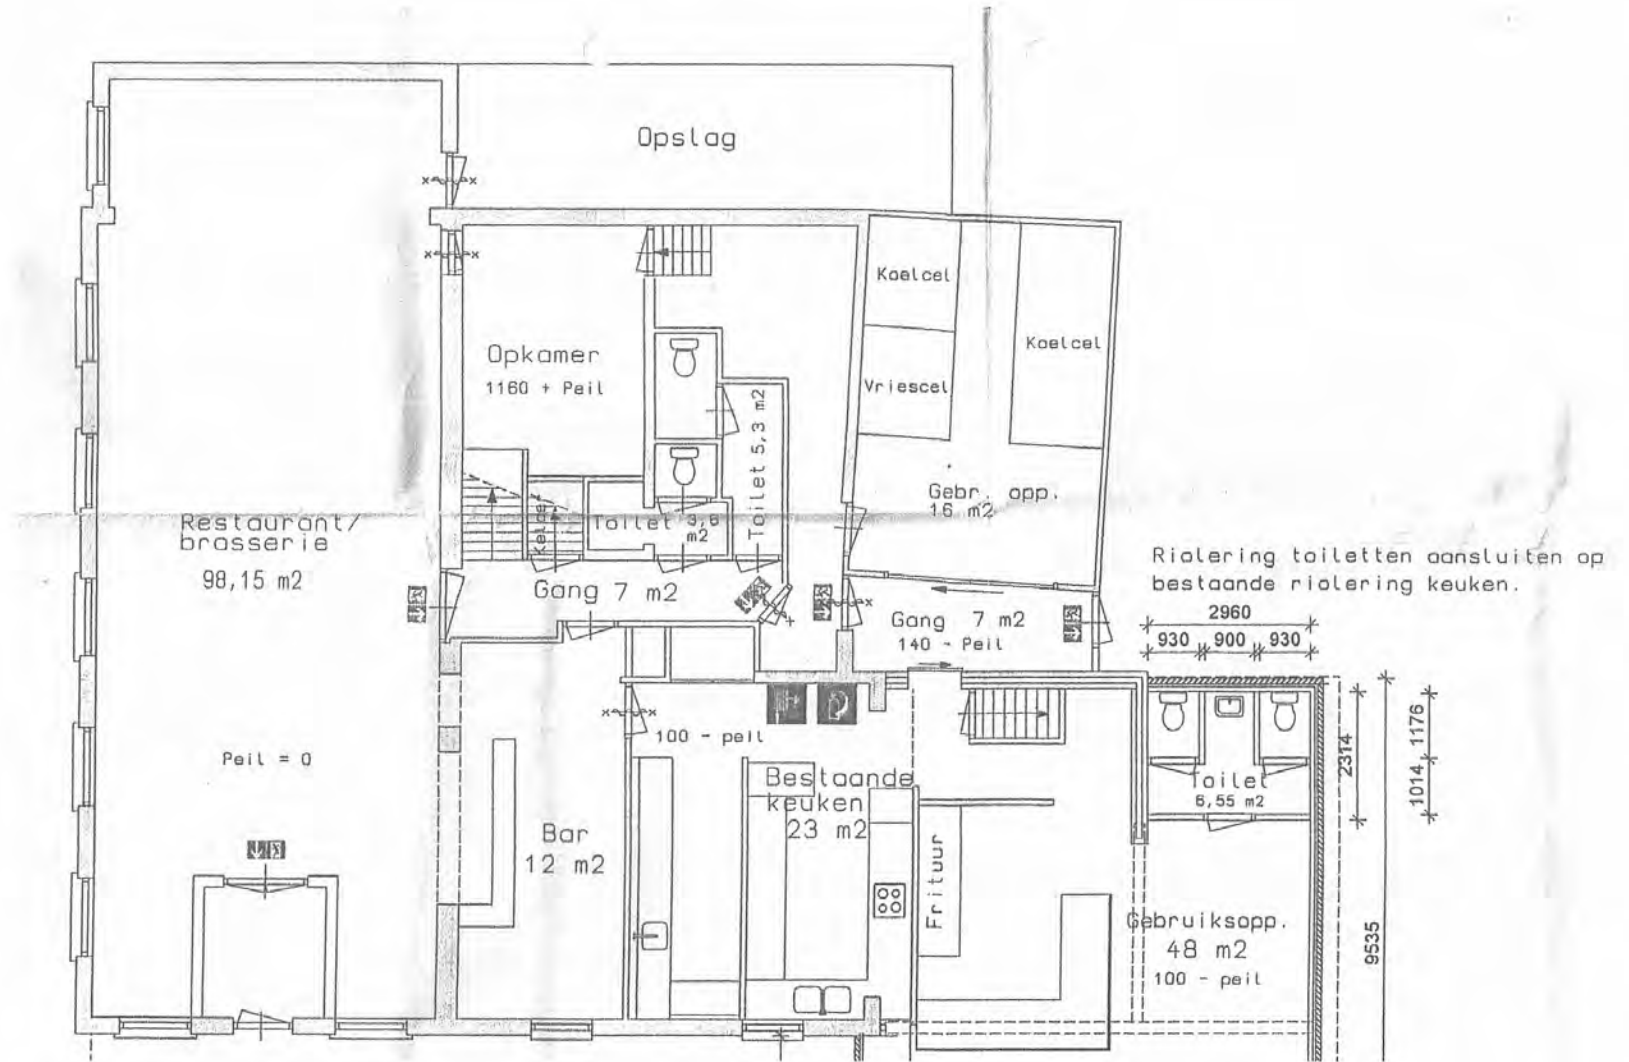 Opslag
Koelcel
Koelcel
Vriescel
Opkamer
1160 + Peil
Toilet 5,3 m2
Gebr. opp.
16 m2
Restaurant/
brasserie
98,15 m2
Kelder
Toilet 3,6
m2
Gang 7 m2
Gang 7 m2
140 - Peil
Riolering toiletten aansluiten op
bestaande riolering keuken.
2960
930 900 930
100 - peil
Peil = 0
Bestaande
keuken
23 m2
Bar
12 m2
Frituur
Toilet
6,55 m2
2314
1176
1014
9535
Gebruiksopp.
48 m2
100 - peil